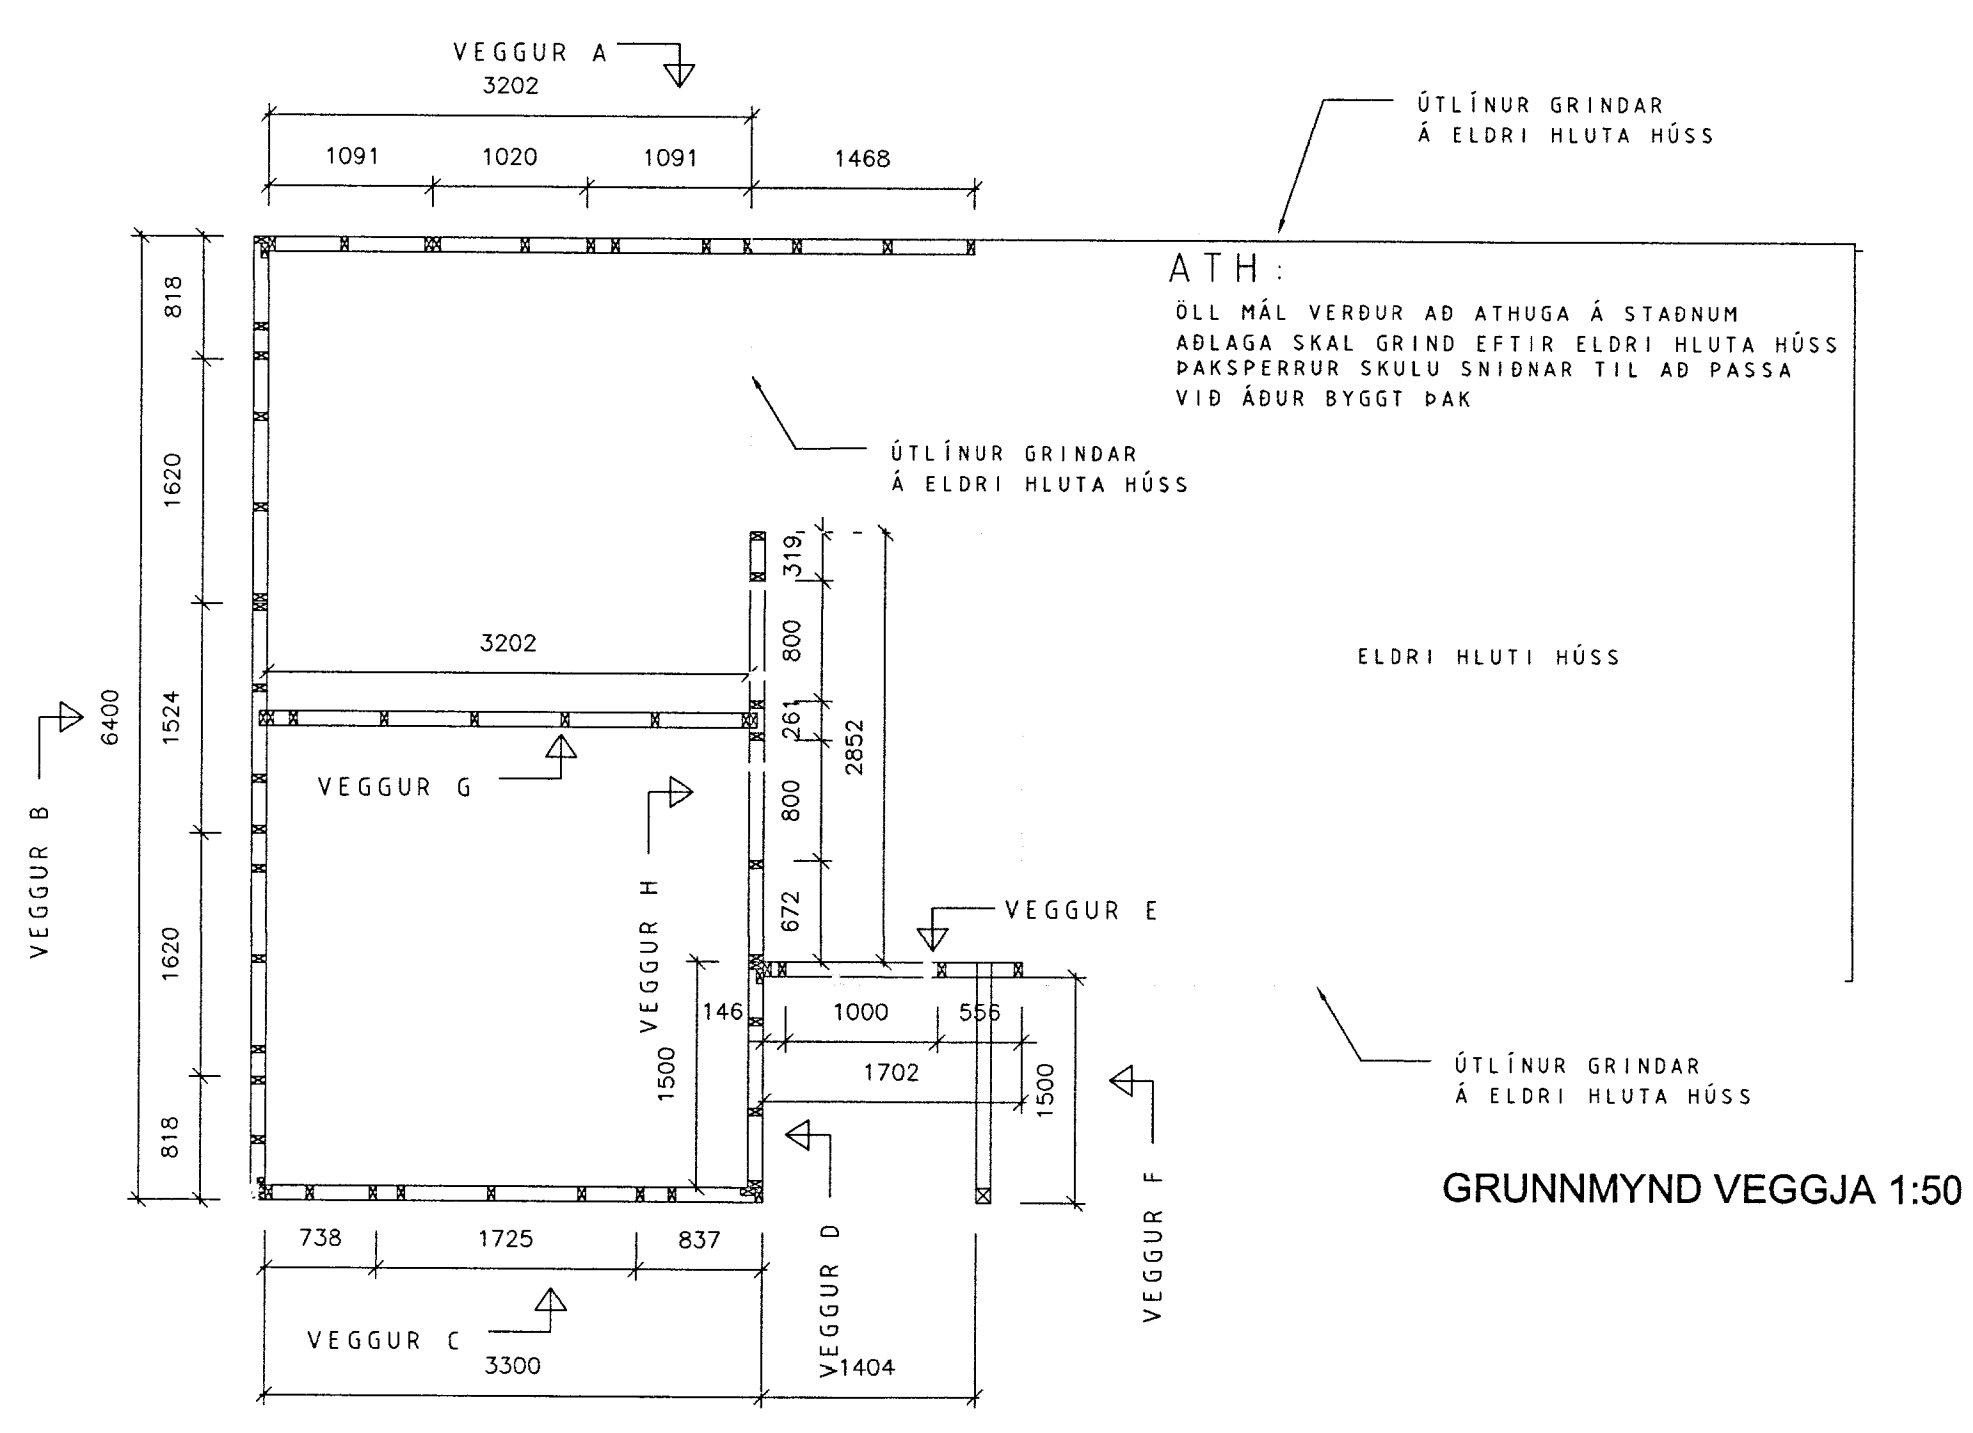 VEGGUR A
3202
1091
1020
1091
1468
ÚTLÍNUR GRINDAR
Á ELDRI HLUTA HÚSS
ATH:
ÖLL MÁL VERÐUR AÐ ATHUGA Á STAÐNUM
AÐLAGA SKAL GRIND EFTIR ELDRI HLUTA HÚSS
ÞAKSPERRUR SKULU SNIÐNAR TIL AÐ PASSA
VIÐ ÁÐUR BYGGT ÞAK
ÚTLÍNUR GRINDAR
Á ELDRI HLUTA HÚSS
818
1620
1524
1620
818
6400
VEGGUR B
3202
VEGGUR G
319
800
261
800
672
2852
ELDRI HLUTI HÚSS
VEGGUR H
VEGGUR E
146
1000
556
1702
1500
1500
VEGGUR F
VEGGUR D
ÚTLÍNUR GRINDAR
Á ELDRI HLUTA HÚSS
GRUNNMYND VEGGJA 1:50
738
1725
837
VEGGUR C
3300
1404